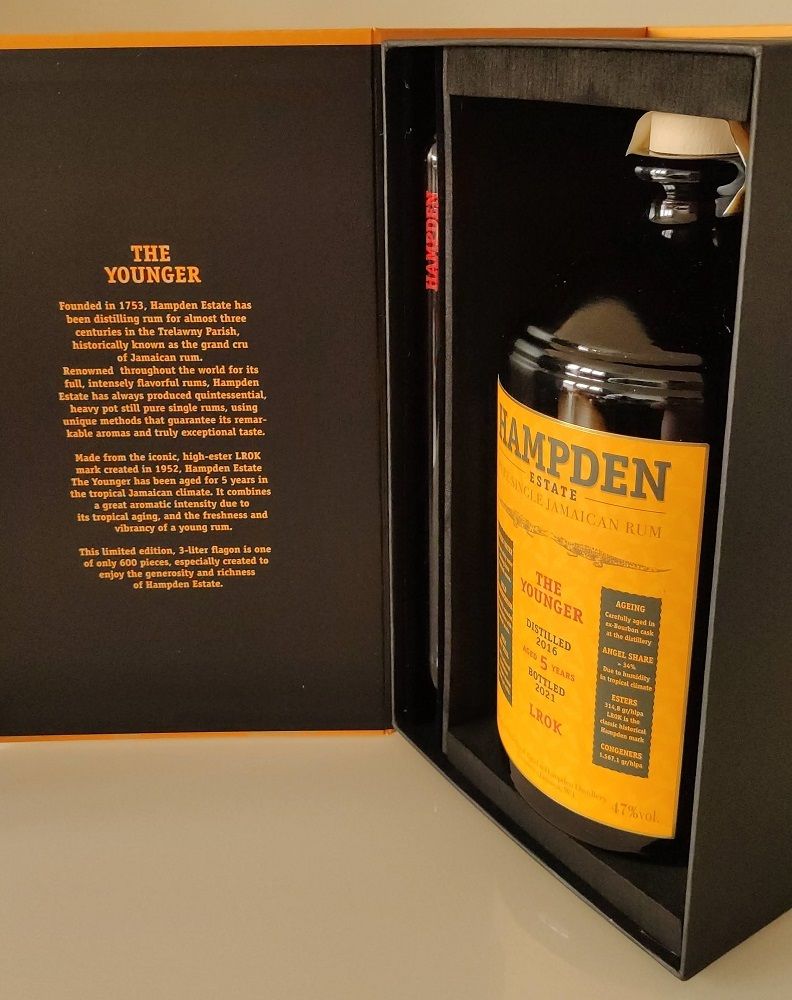 THE
YOUNGER
Founded in 1753, Hampden Estate has
been distilling rum for almost three
centuries in the Trelawny Parish,
historically known as the grand cru
of Jamaican rum.
Renowned throughout the world for its
full, intensely flavorful rums, Hampden
Estate has always produced quintessential,
heavy pot still pure single rums, using
unique methods that guarantee its remar-
kable aromas and truly exceptional taste.
Made from the iconic, high-ester LROK
mark created in 1952, Hampden Estate
The Younger has been aged for 5 years in
the tropical Jamaican climate. It combines
a great aromatic intensity due to
its tropical aging, and the freshness and
vibrancy of a young rum.
This limited edition, 3-liter flagon is one
of only 600 pieces, especially created to
enjoy the generosity and richness
of Hampden Estate.
HAMPDEN
HAMPDEN
ESTATE
SINGLE JAMAICAN RUM
THE
YOUNGER
DISTILLED
2016
AGED 5 YEARS
BOTTLED
2021
LROK
AGEING
Carefully aged in
ex-Bourbon cask
at the distillery
ANGEL SHARE
34%
Due to humidity
in tropical climate
ESTERS
314,8 gr/hlpa
LROK is the
classic historical
Hampden mark
CONGENERS
1.567,1 gr/hlpa
Hampden Distillery
47%vol.